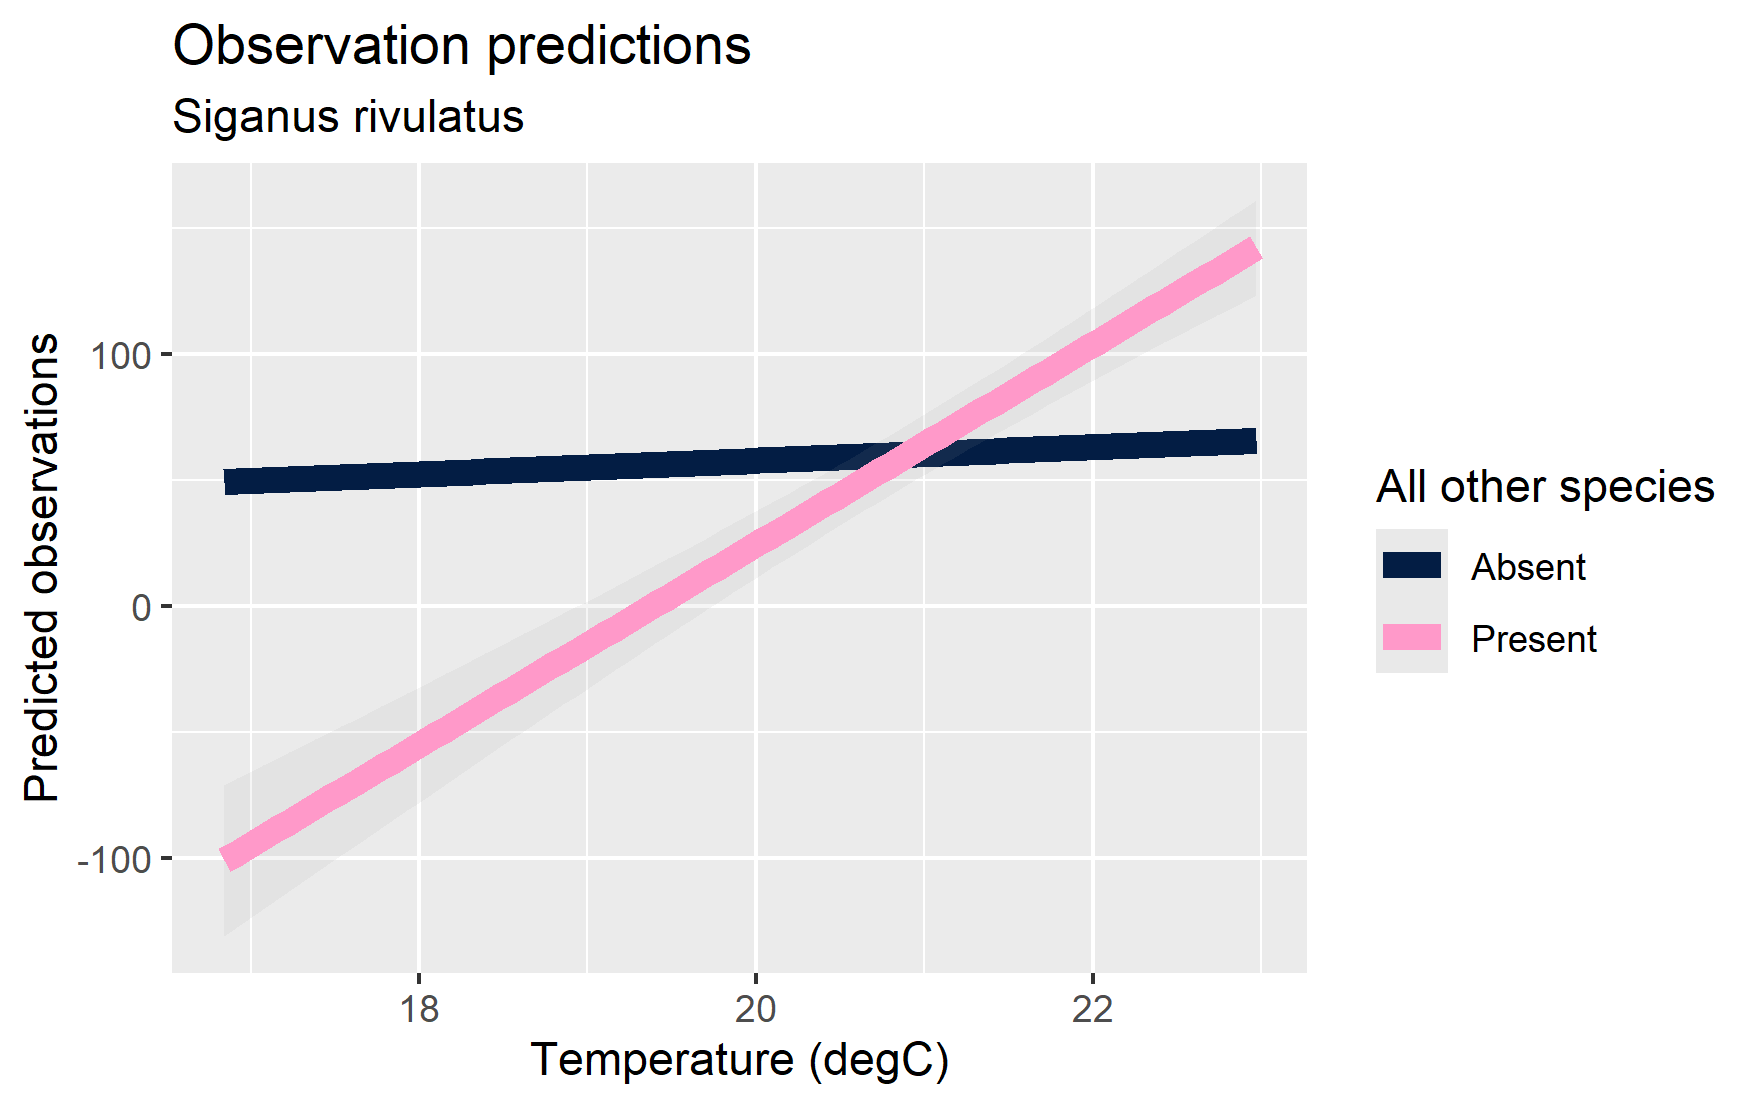 Observation predictions
Siganus rivulatus
Predicted observations
100
0
-100
18
20
22
Temperature (degC)
All other species
Absent
Present